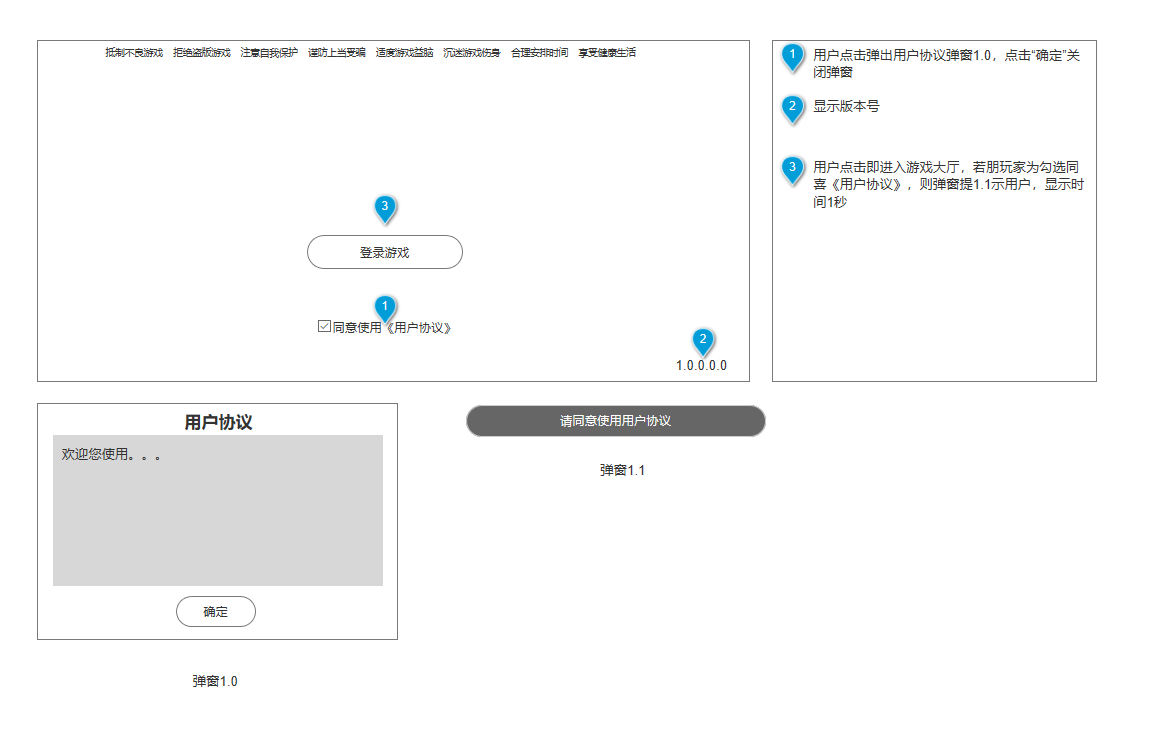 抵制不良游戏 拒绝盗版游戏 注意自我保护 谨防上当受骗 适度游戏益脑 沉迷游戏伤身 合理安排时间 享受健康生活
3
登录游戏
1
同意使用《用户协议》
2
1.0.0.0.0
1 用户点击弹出用户协议弹窗1.0，点击“确定”关
闭弹窗
2 显示版本号
3 用户点击即进入游戏大厅，若朋玩家为勾选同
喜《用户协议》，则弹窗提1.1示用户，显示时
间1秒
用户协议
欢迎您使用。。。
确定
弹窗1.0
请同意使用用户协议
弹窗1.1